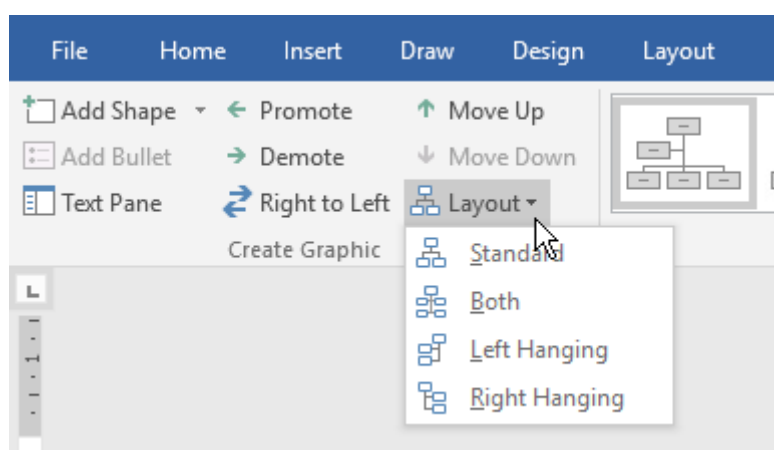 File Home Insert Draw Design Layout
Add Shape Promote Move Up
Add Bullet Demote Move Down
Text Pane Right to Left Layout
Create Graphic
Standard
Both
Left Hanging
Right Hanging
L
1